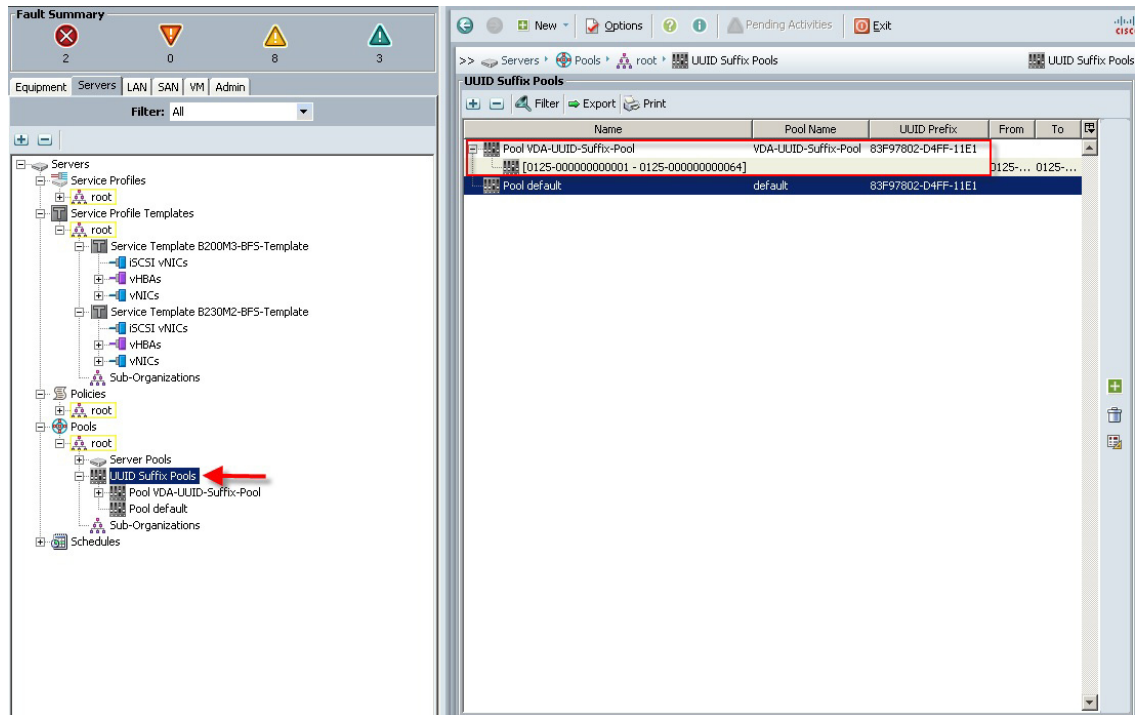 Fault Summary
2 0 8 3
Equipment Servers LAN SAN VM Admin
Filter: All
Servers
Service Profiles
root
Service Profile Templates
root
Service Template B200M3-BFS-Template
iSCSI vNICs
vHBAs
vNICs
Service Template B230M2-BFS-Template
iSCSI vNICs
vHBAs
vNICs
Sub-Organizations
Policies
root
Pools
root
Server Pools
UUID Suffix Pools
Pool VDA-UUID-Suffix-Pool
Pool default
Sub-Organizations
Schedules
New Options Pending Activities Exit
cisco
>> Servers Pools root UUID Suffix Pools UUID Suffix Pools
UUID Suffix Pools
Filter Export Print
Name Pool Name UUID Prefix From To
Pool VDA-UUID-Suffix-Pool VDA-UUID-Suffix-Pool 83F97802-D4FF-11E1
[0125-000000000001 - 0125-000000000064] 0125-... 0125-...
Pool default default 83F97802-D4FF-11E1